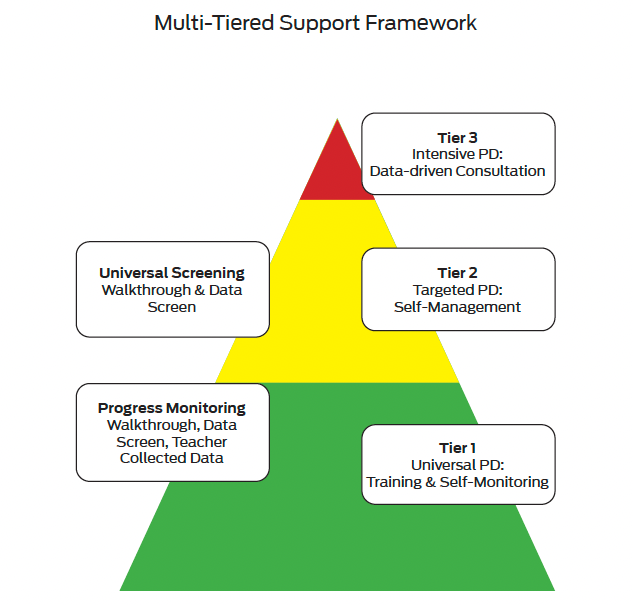 Multi-Tiered Support Framework
Tier 3
Intensive PD:
Data-driven Consultation
Universal Screening
Walkthrough & Data
Screen
Tier 2
Targeted PD:
Self-Management
Progress Monitoring
Walkthrough, Data
Screen, Teacher
Collected Data
Tier 1
Universal PD:
Training & Self-Monitoring